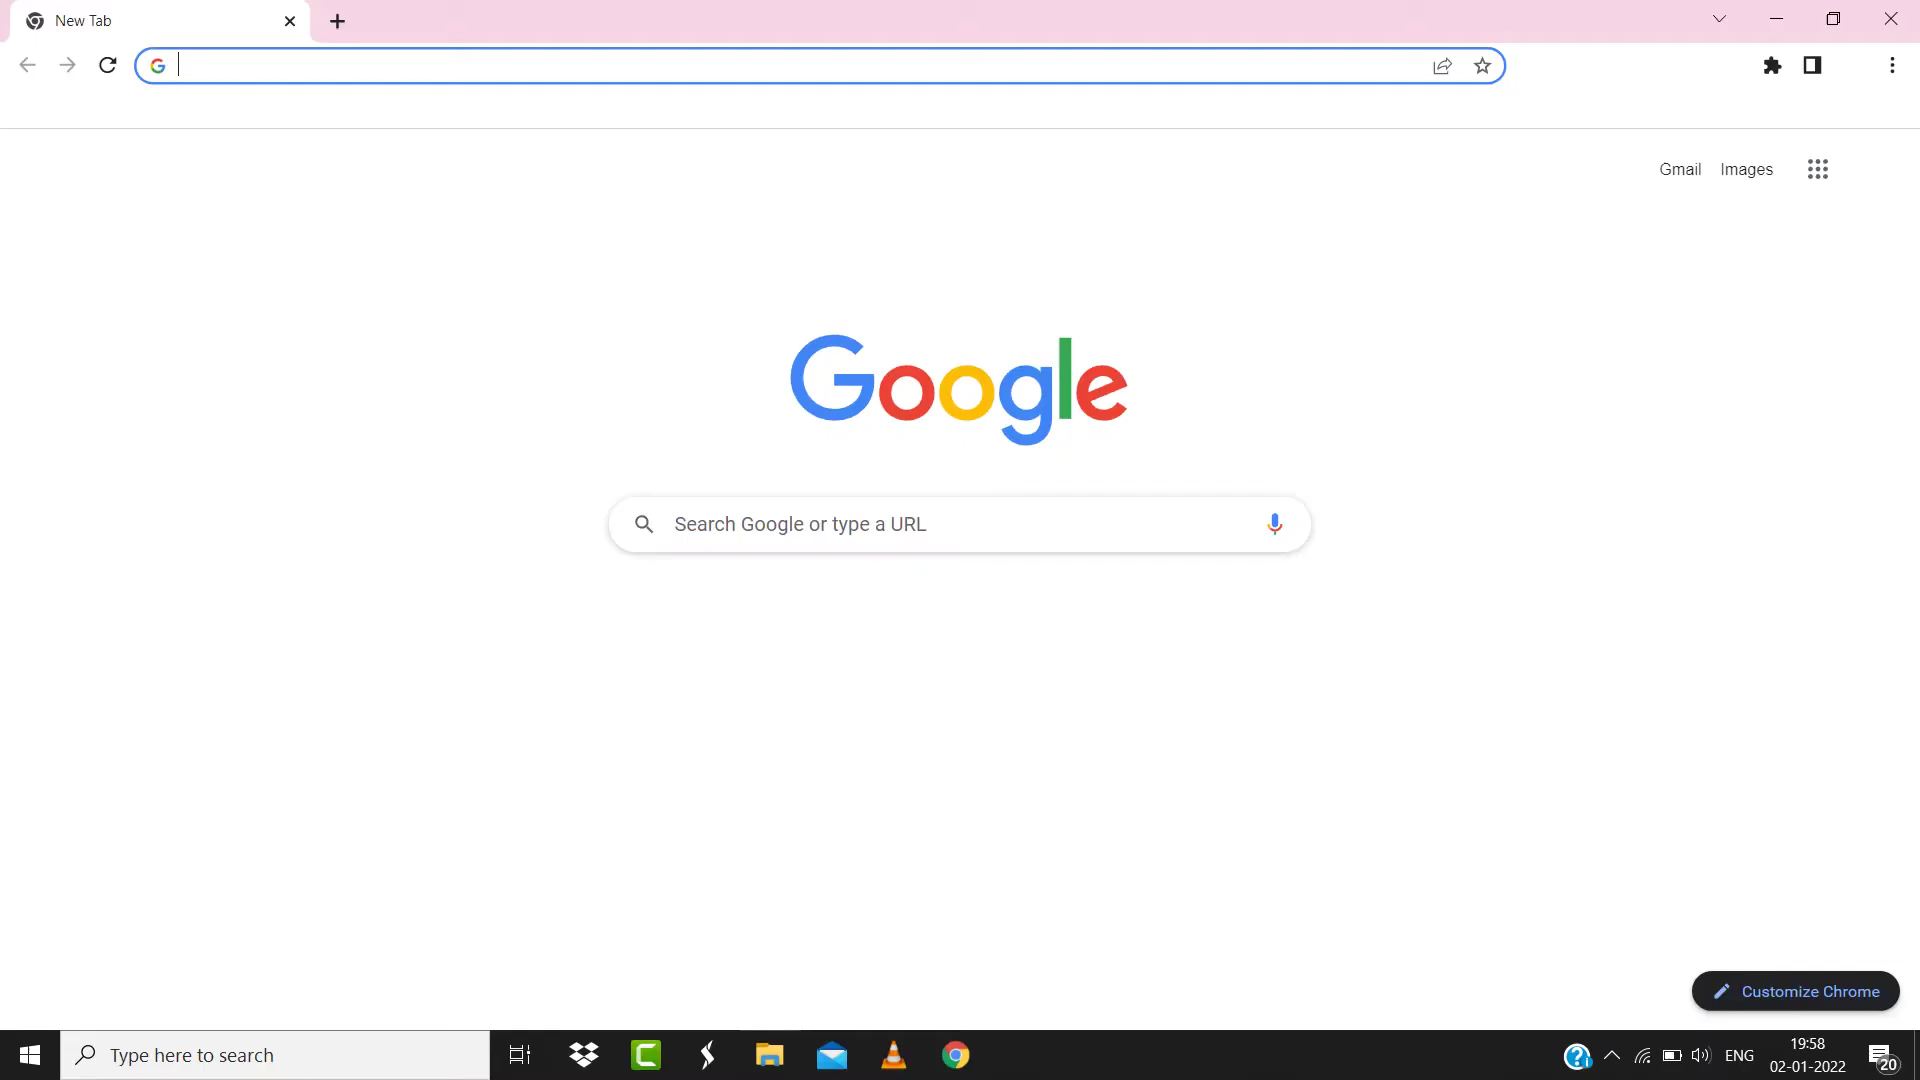 New Tab
Gmail Images
Google
Search Google or type a URL
Customize Chrome
Type here to search
ENG
19:58
02-01-2022
20